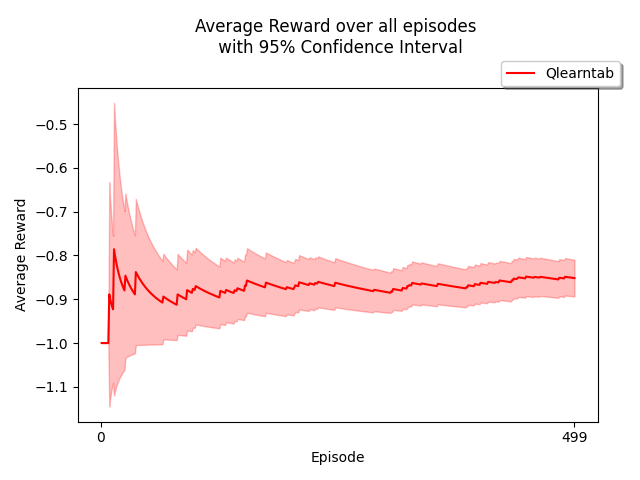 Average Reward over all episodes
with 95% Confidence Interval
Qlearntab
−0.5
−0.6
−0.7
−0.8
−0.9
−1.0
−1.1
Average Reward
0
499
Episode